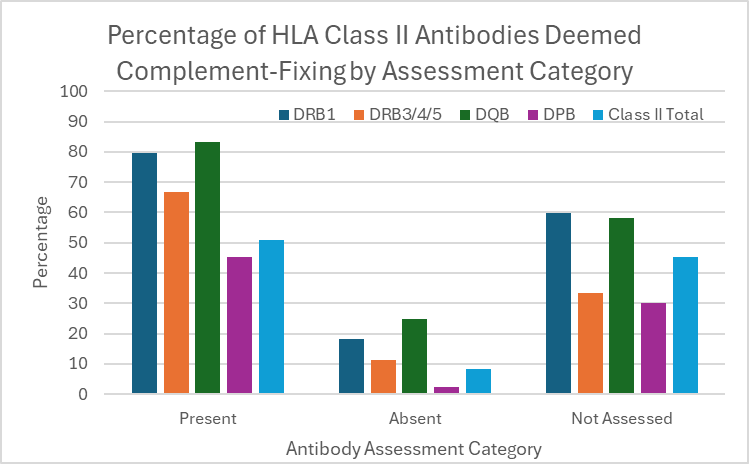 Percentage of HLA Class II Antibodies Deemed
Complement-Fixing by Assessment Category
100
90
80
70
60
50
40
30
20
10
0
Percentage
DRB1 DRB3/4/5 DQB DPB Class II Total
Present Absent Not Assessed
Antibody Assessment Category